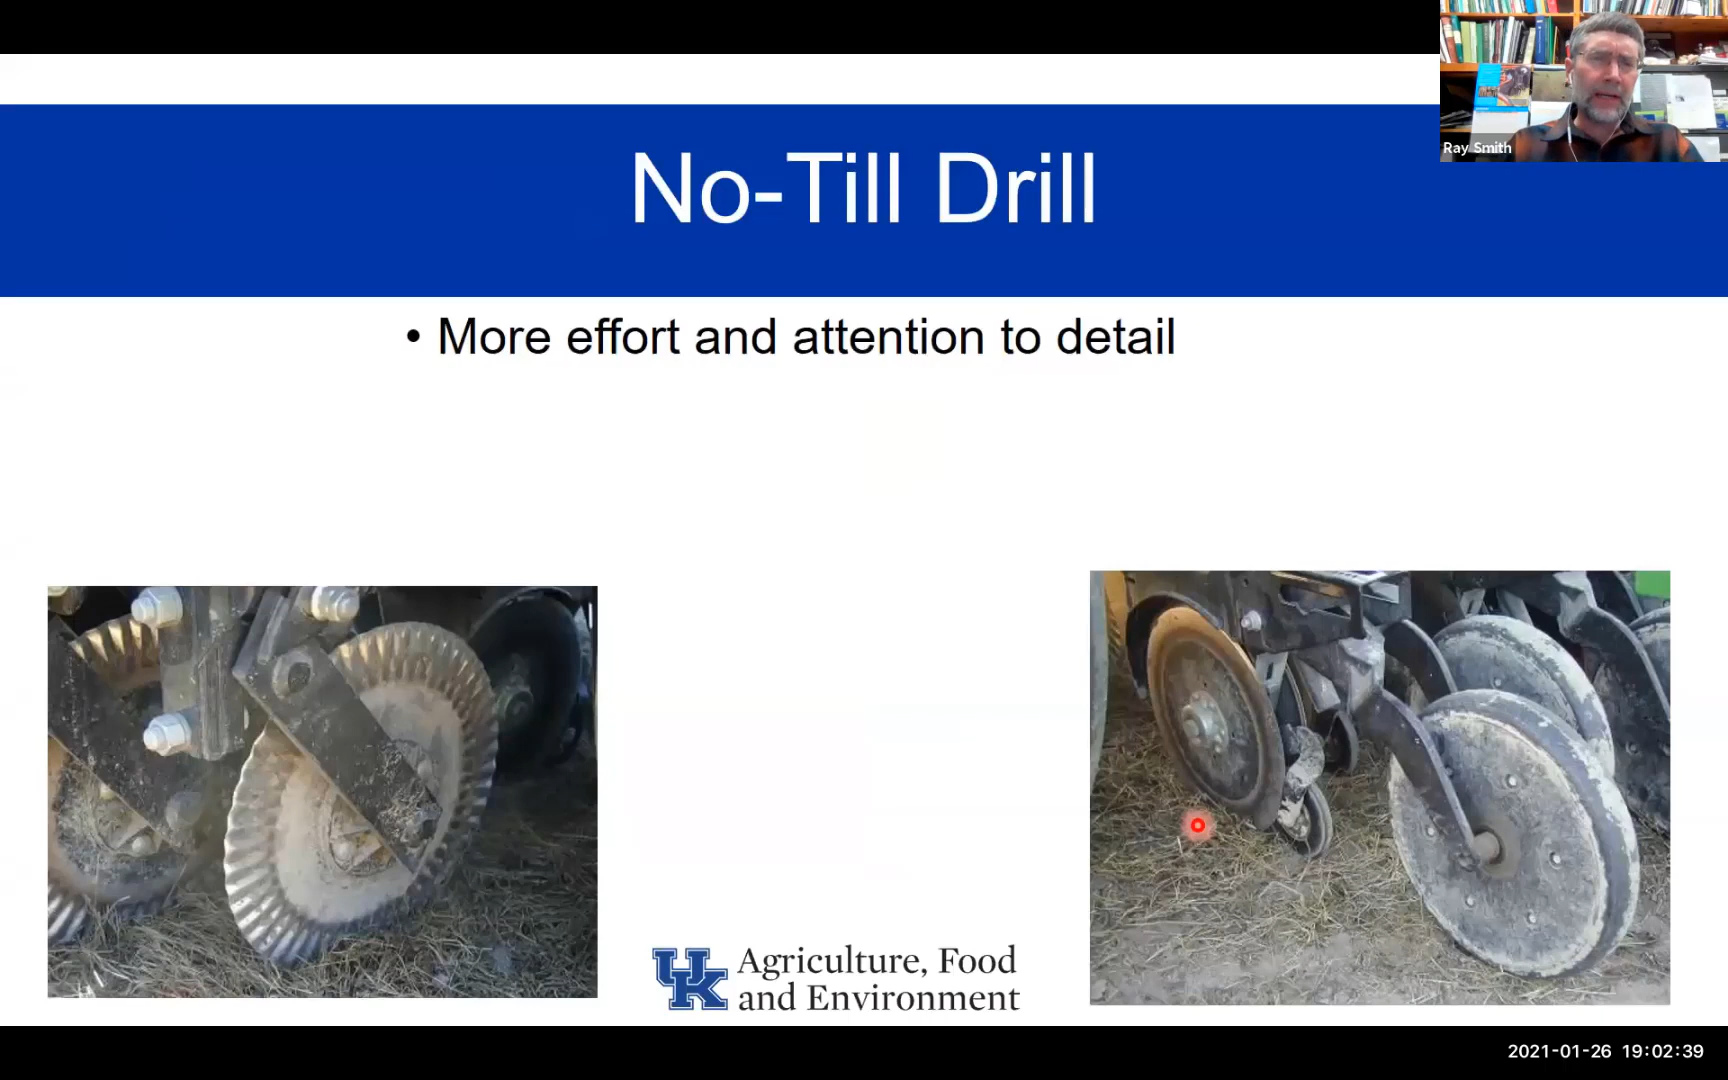 No-Till Drill
Ray Smith
• More effort and attention to detail
UK
Agriculture, Food
and Environment
2021-01-26 19:02:39